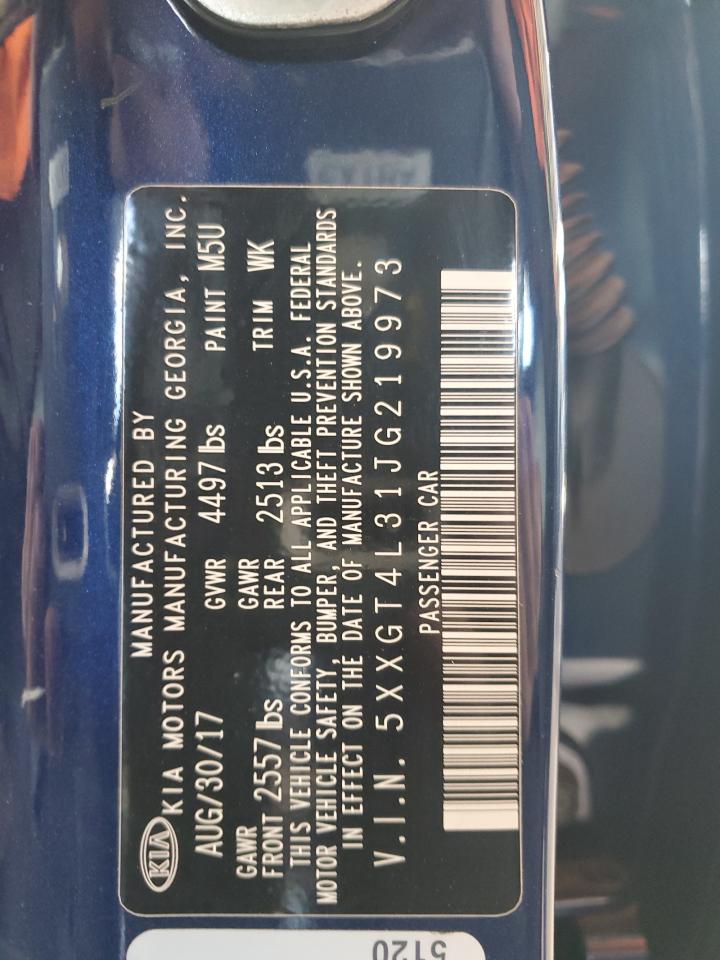 KIA
MANUFACTURED BY
KIA MOTORS MANUFACTURING GEORGIA, INC.
AUG/30/17 GVWR 4497 lbs PAINT M5U
GAWR GAWR
FRONT 2557 lbs REAR 2513 lbs TRIM WK
THIS VEHICLE CONFORMS TO ALL APPLICABLE U.S.A. FEDERAL
MOTOR VEHICLE SAFETY, BUMPER, AND THEFT PREVENTION STANDARDS
IN EFFECT ON THE DATE OF MANUFACTURE SHOWN ABOVE.
V.I.N. 5XXGT4L31JG219973
PASSENGER CAR
5120